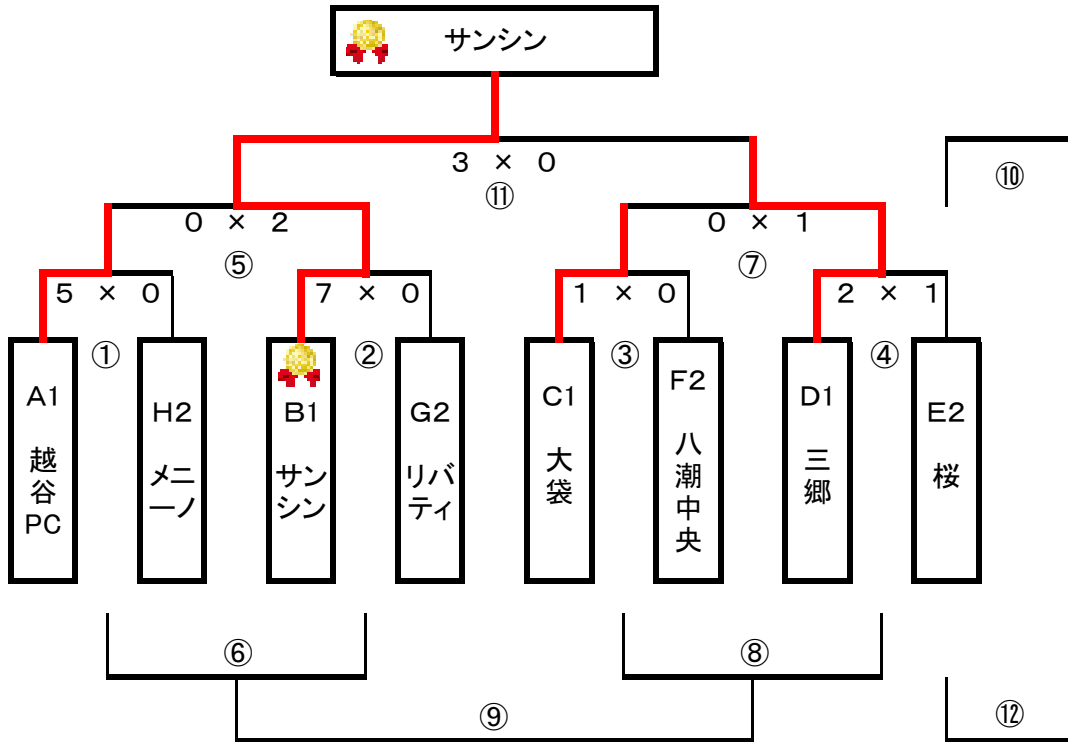 サンシン
3 × 0
⑪
⑩
0 × 2
0 × 1
⑤
⑦
5 × 0
7 × 0
1 × 0
2 × 1
①
②
③
④
A1
越谷
PC
H2
メニ
ーノ
B1
サン
シン
G2
リバ
ティ
C1
大袋
F2
八潮中央
D1
三郷
E2
桜
⑥
⑧
⑨
⑫